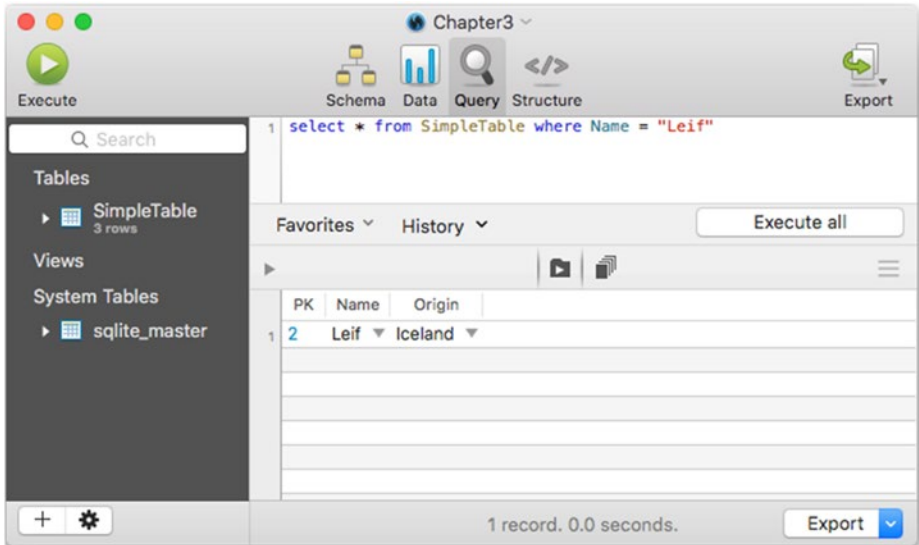 Chapter3
Execute
Schema Data Query Structure
Export
Search
Tables
SimpleTable
3 rows
Views
System Tables
sqlite_master
1 select * from SimpleTable where Name = "Leif"
Favorites History Execute all
PK Name Origin
1 2 Leif Iceland
1 record. 0.0 seconds.
Export